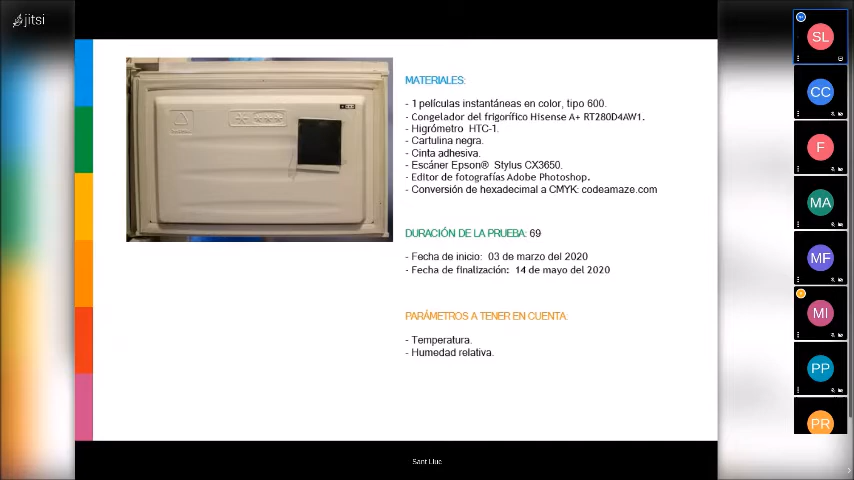 jitsi
MATERIALES:
- 1 películas instantáneas en color, tipo 600.
- Congelador del frigorífico Hisense A+ RT280D4AW1.
- Higrómetro HTC-1.
- Cartulina negra.
- Cinta adhesiva.
- Escáner Epson® Stylus CX3650.
- Editor de fotografías Adobe Photoshop.
- Conversión de hexadecimal a CMYK: codeamaze.com
DURACIÓN DE LA PRUEBA: 69
- Fecha de inicio: 03 de marzo del 2020
- Fecha de finalización: 14 de mayo del 2020
PARÁMETROS A TENER EN CUENTA:
- Temperatura.
- Humedad relativa.
Sant Lluc
SL
CC
F
MA
MF
MI
PP
PR